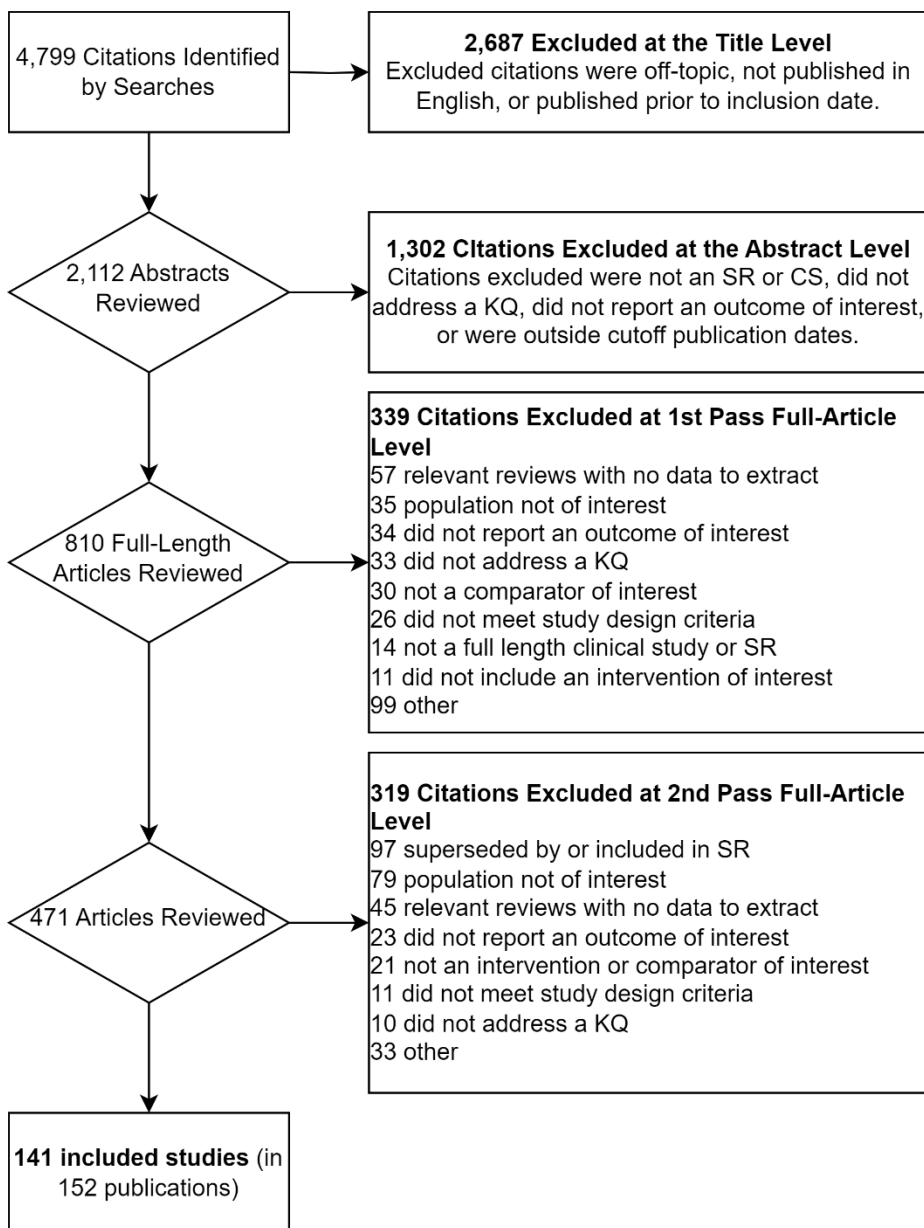 4,799 Citations Identified
by Searches
2,687 Excluded at the Title Level
Excluded citations were off-topic, not published in
English, or published prior to inclusion date.
2,112 Abstracts
Reviewed
1,302 CItations Excluded at the Abstract Level
Citations excluded were not an SR or CS, did not
address a KQ, did not report an outcome of interest,
or were outside cutoff publication dates.
810 Full-Length
Articles Reviewed
339 Citations Excluded at 1st Pass Full-Article
Level
57 relevant reviews with no data to extract
35 population not of interest
34 did not report an outcome of interest
33 did not address a KQ
30 not a comparator of interest
26 did not meet study design criteria
14 not a full length clinical study or SR
11 did not include an intervention of interest
99 other
471 Articles Reviewed
319 Citations Excluded at 2nd Pass Full-Article
Level
97 superseded by or included in SR
79 population not of interest
45 relevant reviews with no data to extract
23 did not report an outcome of interest
21 not an intervention or comparator of interest
11 did not meet study design criteria
10 did not address a KQ
33 other
141 included studies (in
152 publications)